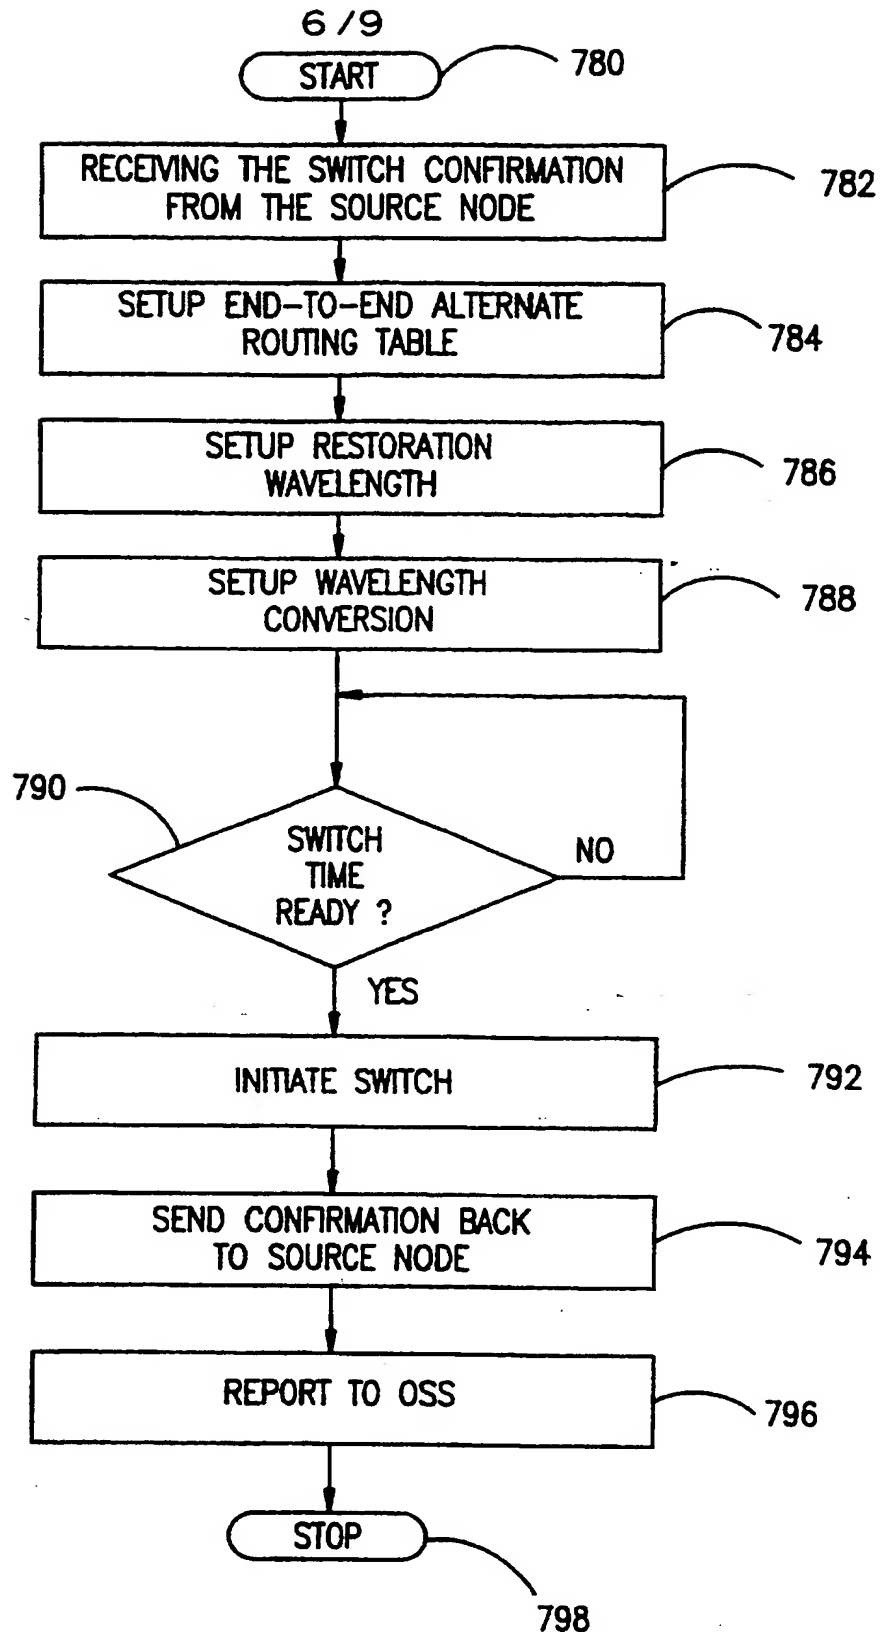 6/9
START
780
RECEIVING THE SWITCH CONFIRMATION
FROM THE SOURCE NODE
782
SETUP END-TO-END ALTERNATE
ROUTING TABLE
784
SETUP RESTORATION
WAVELENGTH
786
SETUP WAVELENGTH
CONVERSION
788
790
SWITCH
TIME
READY ?
NO
YES
INITIATE SWITCH
792
SEND CONFIRMATION BACK
TO SOURCE NODE
794
REPORT TO OSS
796
STOP
798